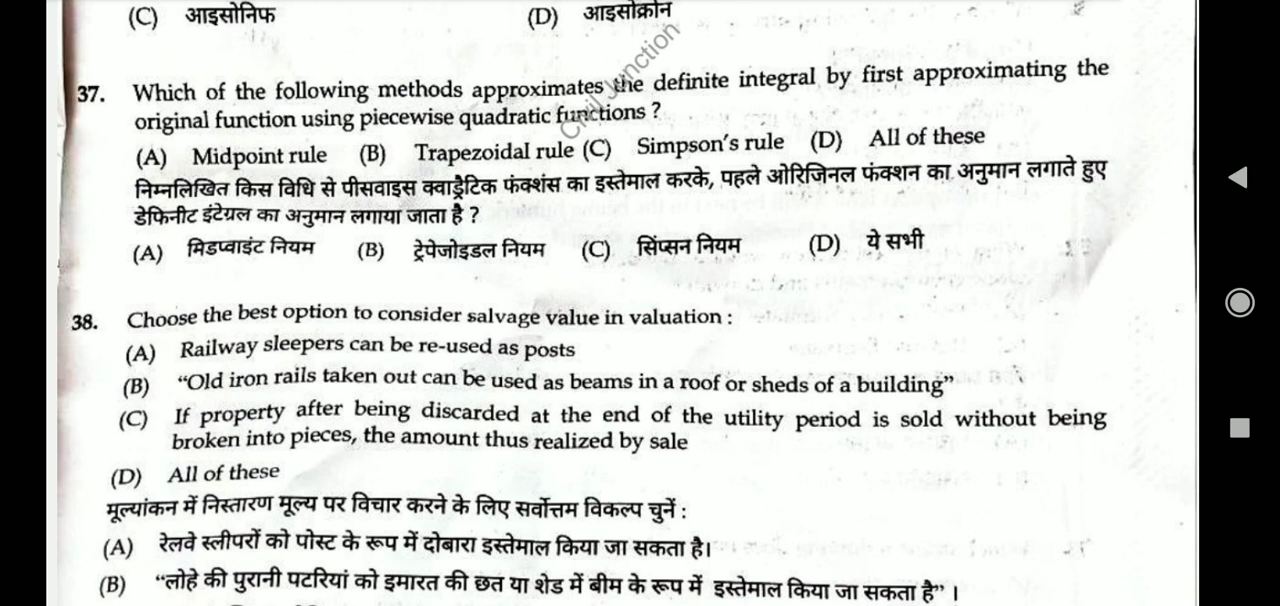 (C) आइसोनिफ (D) आइसोक्रोन
Civil Junction
37. Which of the following methods approximates the definite integral by first approximating the
original function using piecewise quadratic functions ?
(A) Midpoint rule (B) Trapezoidal rule (C) Simpson's rule (D) All of these
निम्नलिखित किस विधि से पीसवाइस क्वाड्रैटिक फंक्शंस का इस्तेमाल करके, पहले ओरिजिनल फंक्शन का अनुमान लगाते हुए
डेफिनीट इंटेग्रल का अनुमान लगाया जाता है ?
(A) मिडप्वाइंट नियम (B) ट्रेपेजोइडल नियम (C) सिंप्सन नियम (D) ये सभी
38. Choose the best option to consider salvage value in valuation :
(A) Railway sleepers can be re-used as posts
(B) "Old iron rails taken out can be used as beams in a roof or sheds of a building"
(C) If property after being discarded at the end of the utility period is sold without being
broken into pieces, the amount thus realized by sale
(D) All of these
मूल्यांकन में निस्तारण मूल्य पर विचार करने के लिए सर्वोत्तम विकल्प चुनें :
(A) रेलवे स्लीपरों को पोस्ट के रूप में दोबारा इस्तेमाल किया जा सकता है।
(B) "लोहे की पुरानी पटरियां को इमारत की छत या शेड में बीम के रूप में इस्तेमाल किया जा सकता है" ।